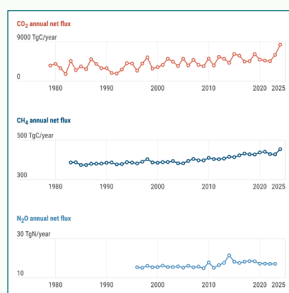 CO₂ annual net flux
9000 TgC/year
0
1980 1990 2000 2010 2020 2025
CH₄ annual net flux
500 TgC/year
300
1980 1990 2000 2010 2020 2025
N₂O annual net flux
30 TgN/year
10
1980 1990 2000 2010 2020 2025